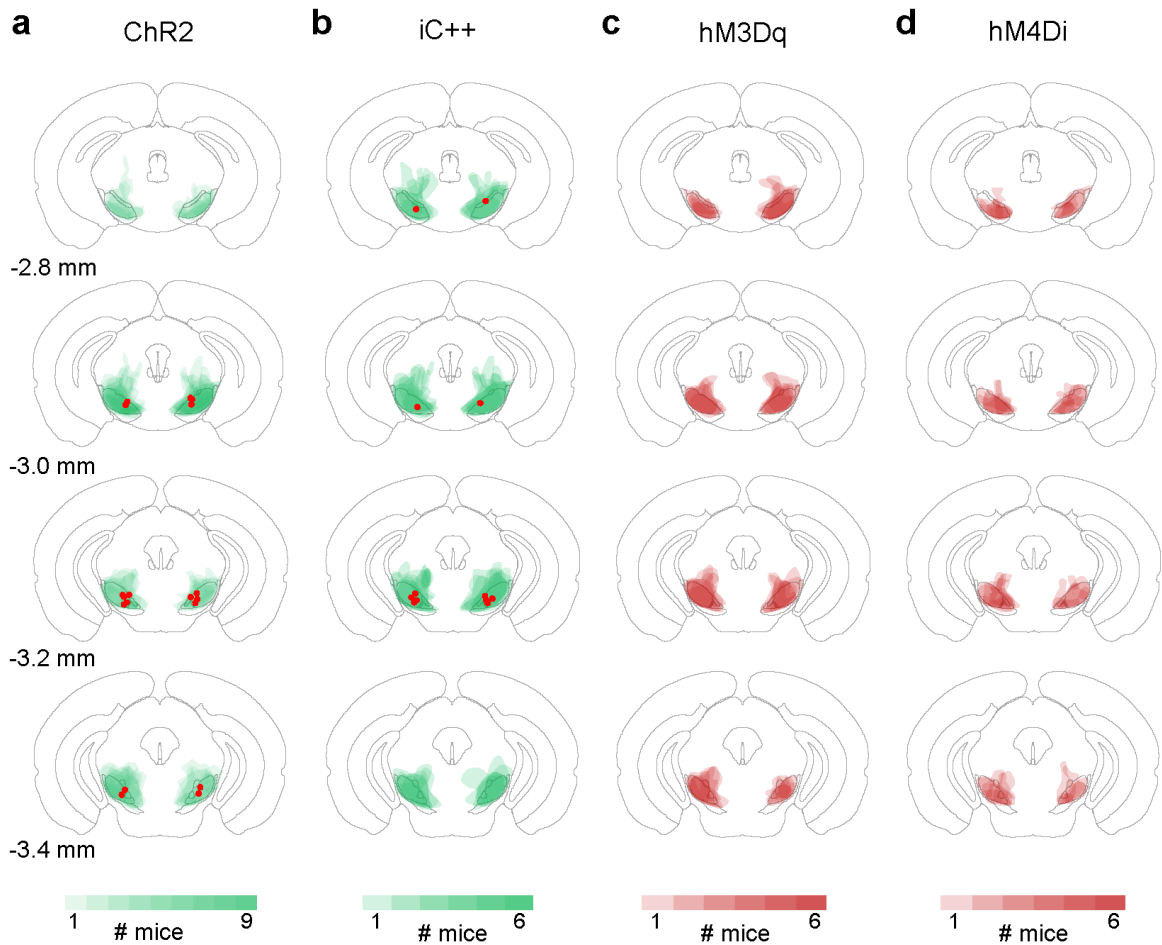 a ChR2 b iC++ c hM3Dq d hM4Di
-2.8 mm
-3.0 mm
-3.2 mm
-3.4 mm
1 9 1 6 1 6 1 6
# mice # mice # mice # mice